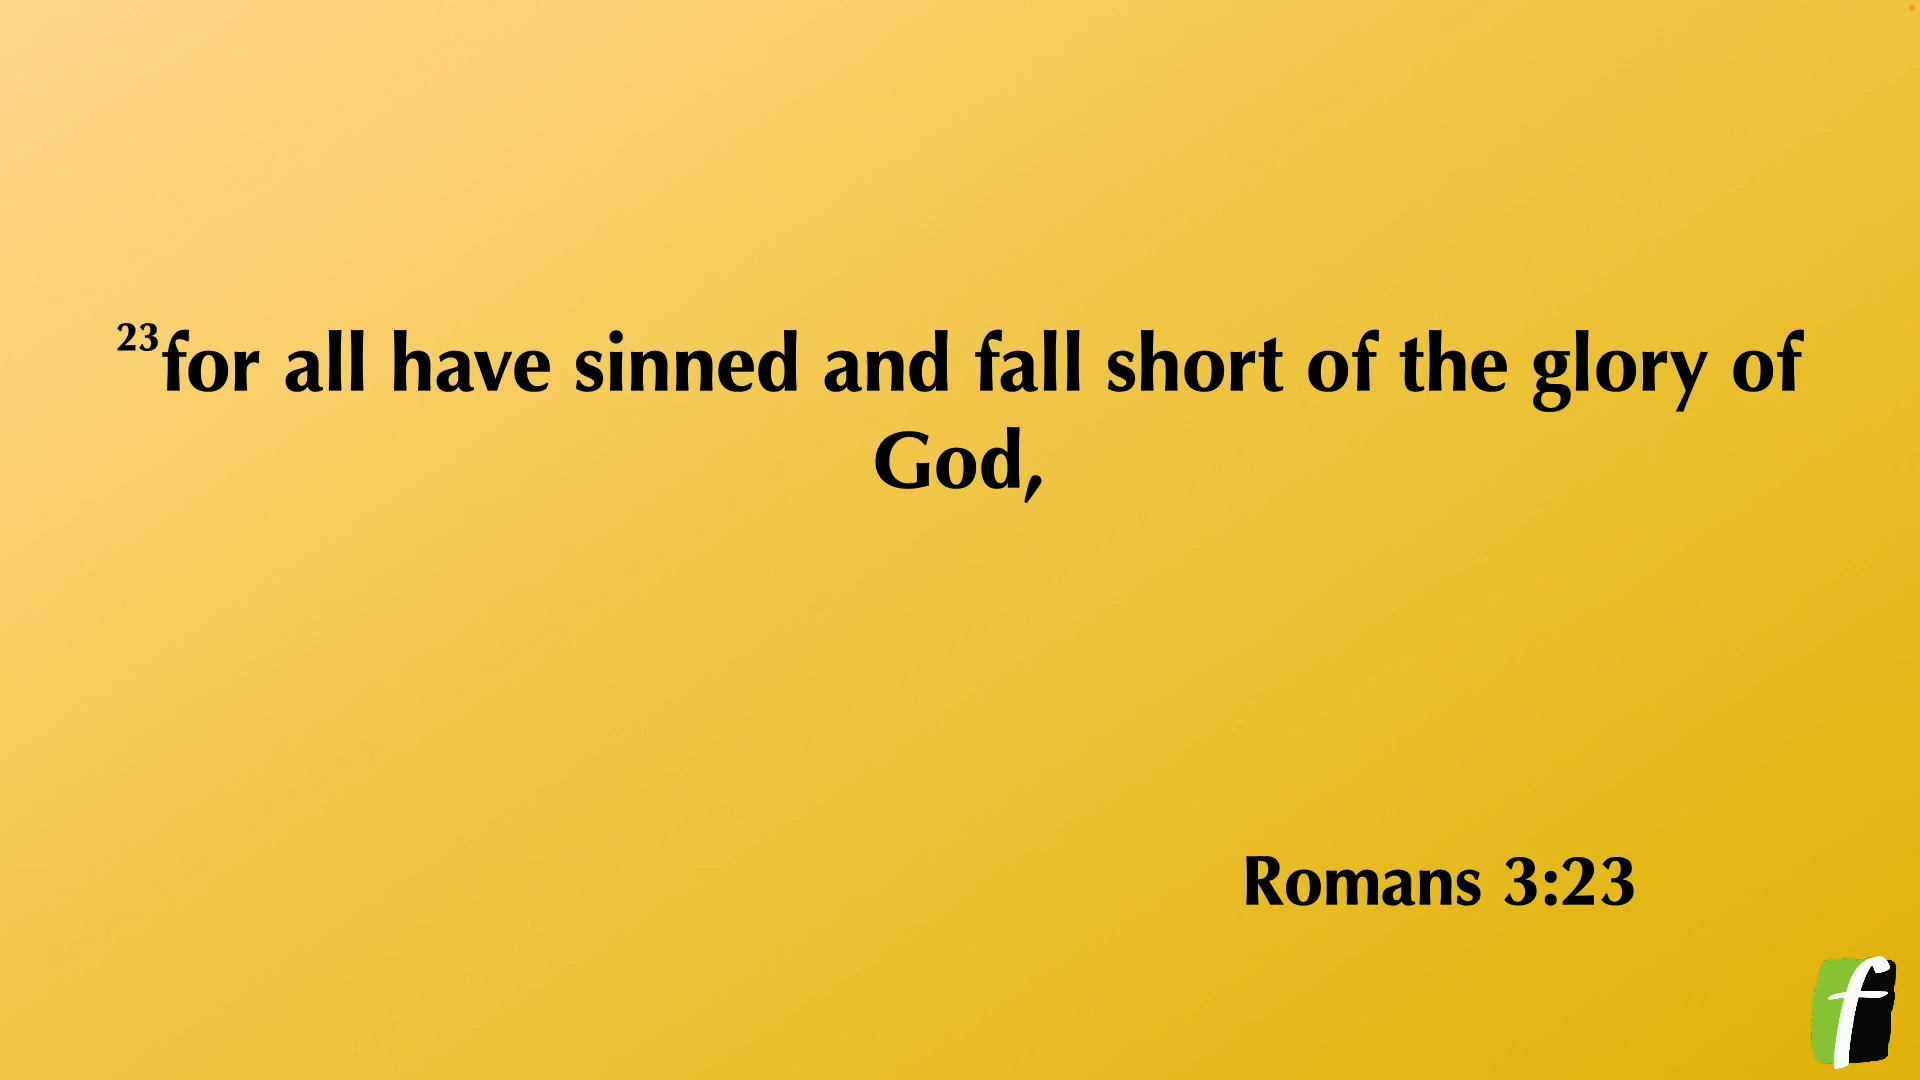 23for all have sinned and fall short of the glory of
God,
Romans 3:23
f